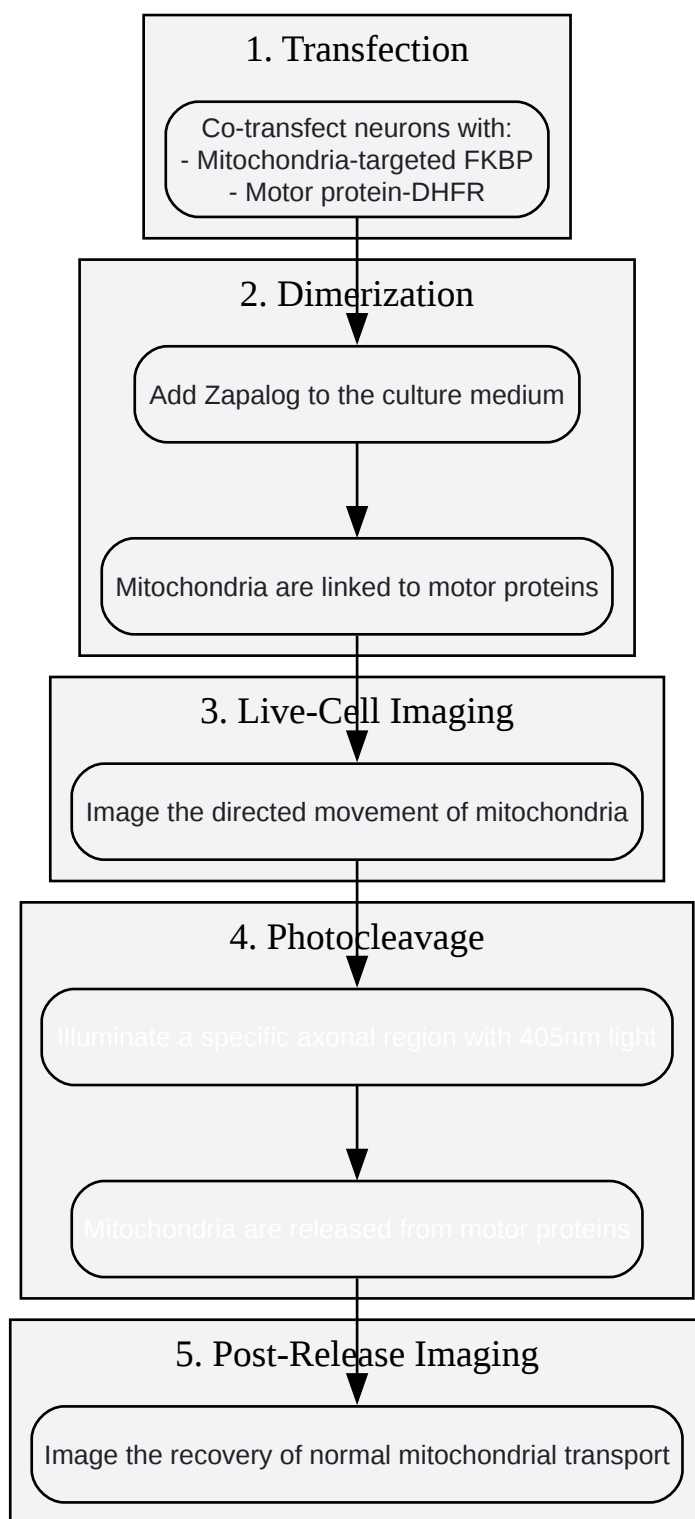 1. Transfection
Co-transfect neurons with:
- Mitochondria-targeted FKBP
- Motor protein-DHFR
2. Dimerization
Add Zapalog to the culture medium
Mitochondria are linked to motor proteins
3. Live-Cell Imaging
Image the directed movement of mitochondria
4. Photocleavage
Illuminate a specific axonal region with 405nm light
Mitochondria are released from motor proteins
5. Post-Release Imaging
Image the recovery of normal mitochondrial transport